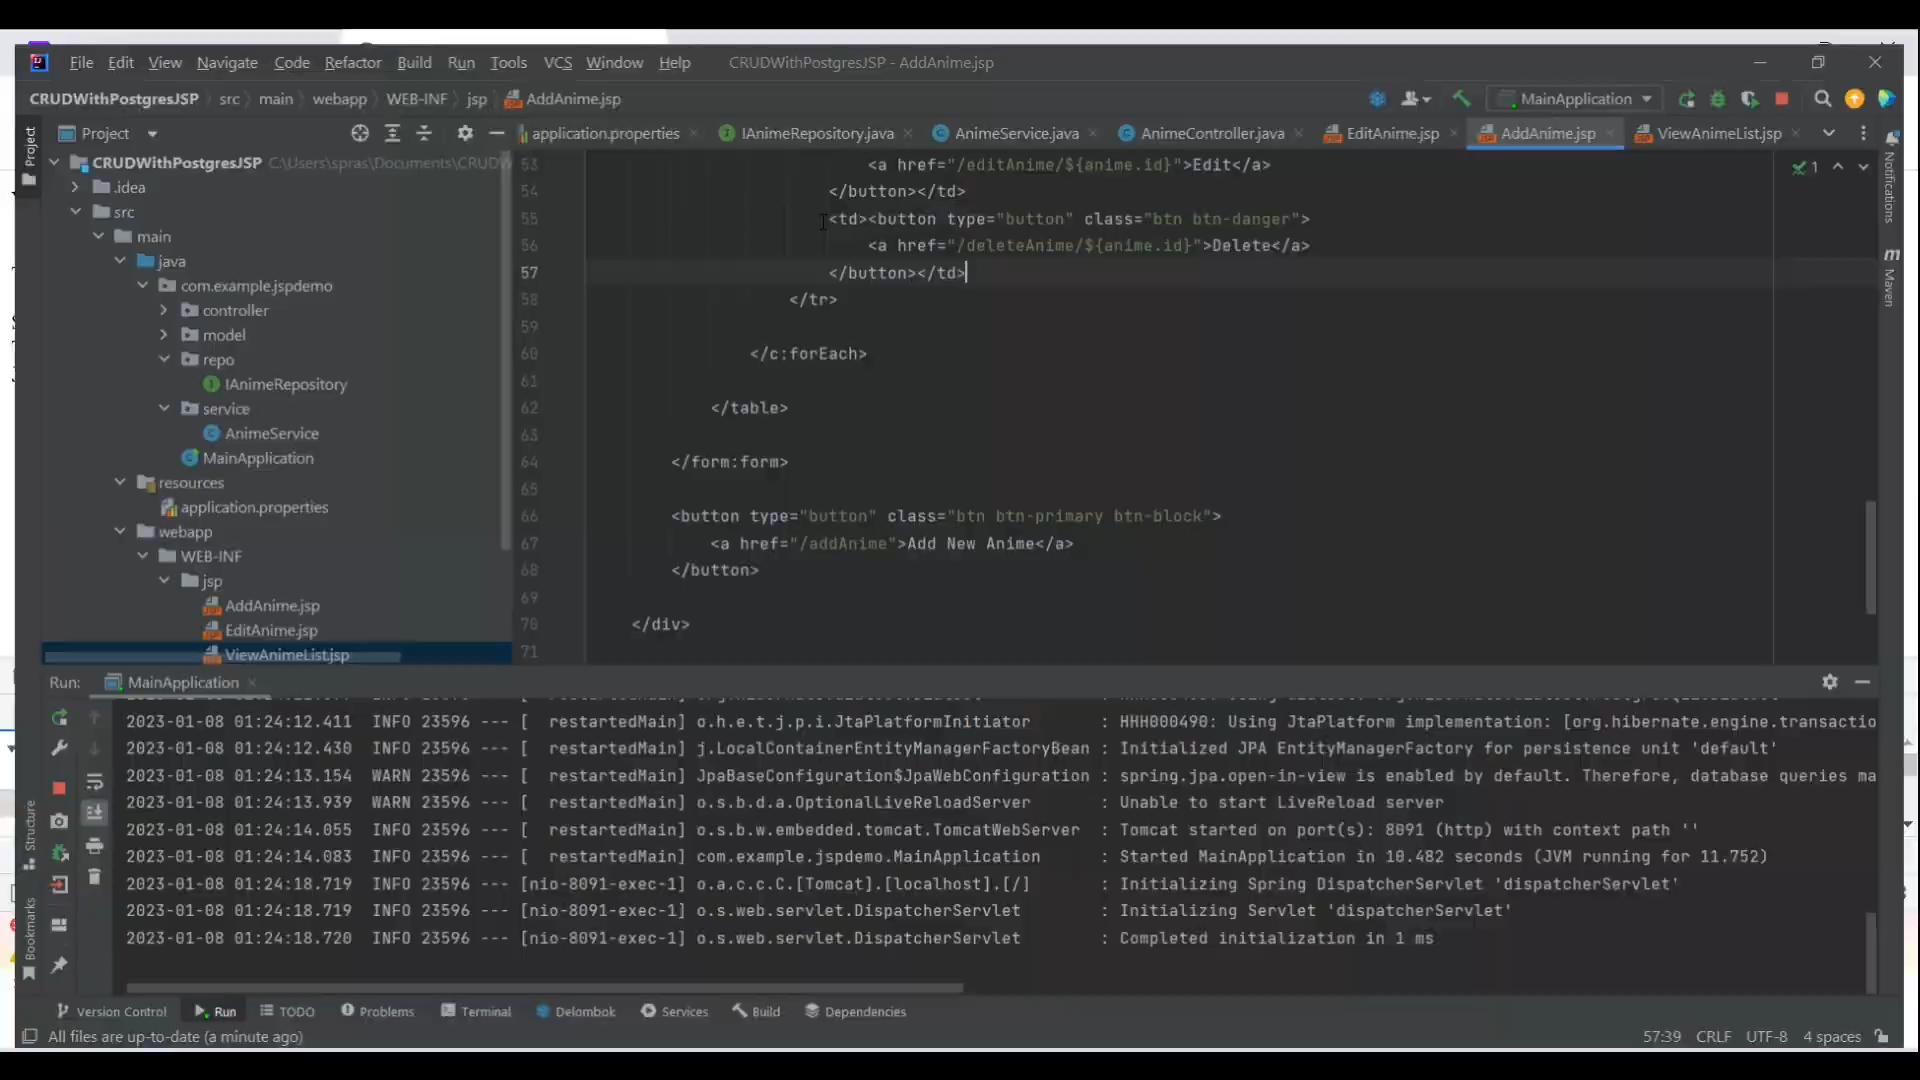 File Edit View Navigate Code Refactor Build Run Tools VCS Window Help CRUDWithPostgresJSP - AddAnime.jsp
CRUDWithPostgresJSP src main webapp WEB-INF jsp AddAnime.jsp MainApplication
Project application.properties IAnimeRepository.java AnimeService.java AnimeController.java EditAnime.jsp AddAnime.jsp ViewAnimeList.jsp
Project
CRUDWithPostgresJSP C:\Users\spras\Documents\CRUDW
.idea
src
main
java
com.example.jspdemo
controller
model
repo
IAnimeRepository
service
AnimeService
MainApplication
resources
application.properties
webapp
WEB-INF
jsp
AddAnime.jsp
EditAnime.jsp
ViewAnimeList.jsp
53 <a href="/editAnime/${anime.id}">Edit</a>
54 </button></td>
55 <td><button type="button" class="btn btn-danger">
56 <a href="/deleteAnime/${anime.id}">Delete</a>
57 </button></td>
58 </tr>
59
60 </c:forEach>
61
62 </table>
63
64 </form:form>
65
66 <button type="button" class="btn btn-primary btn-block">
67 <a href="/addAnime">Add New Anime</a>
68 </button>
69
70 </div>
71
1
Notifications
Maven
Run: MainApplication
2023-01-08 01:24:12.411 INFO 23596 --- [ restartedMain] o.h.e.t.j.p.i.JtaPlatformInitiator : HHH000490: Using JtaPlatform implementation: [org.hibernate.engine.transactio
2023-01-08 01:24:12.430 INFO 23596 --- [ restartedMain] j.LocalContainerEntityManagerFactoryBean : Initialized JPA EntityManagerFactory for persistence unit 'default'
2023-01-08 01:24:13.154 WARN 23596 --- [ restartedMain] JpaBaseConfiguration$JpaWebConfiguration : spring.jpa.open-in-view is enabled by default. Therefore, database queries ma
2023-01-08 01:24:13.939 WARN 23596 --- [ restartedMain] o.s.b.d.a.OptionalLiveReloadServer : Unable to start LiveReload server
2023-01-08 01:24:14.055 INFO 23596 --- [ restartedMain] o.s.b.w.embedded.tomcat.TomcatWebServer : Tomcat started on port(s): 8091 (http) with context path ''
2023-01-08 01:24:14.083 INFO 23596 --- [ restartedMain] com.example.jspdemo.MainApplication : Started MainApplication in 10.482 seconds (JVM running for 11.752)
2023-01-08 01:24:18.719 INFO 23596 --- [nio-8091-exec-1] o.a.c.c.C.[Tomcat].[localhost].[/] : Initializing Spring DispatcherServlet 'dispatcherServlet'
2023-01-08 01:24:18.719 INFO 23596 --- [nio-8091-exec-1] o.s.web.servlet.DispatcherServlet : Initializing Servlet 'dispatcherServlet'
2023-01-08 01:24:18.720 INFO 23596 --- [nio-8091-exec-1] o.s.web.servlet.DispatcherServlet : Completed initialization in 1 ms
Structure
Bookmarks
Version Control Run TODO Problems Terminal Delombok Services Build Dependencies
All files are up-to-date (a minute ago) 57:39 CRLF UTF-8 4 spaces